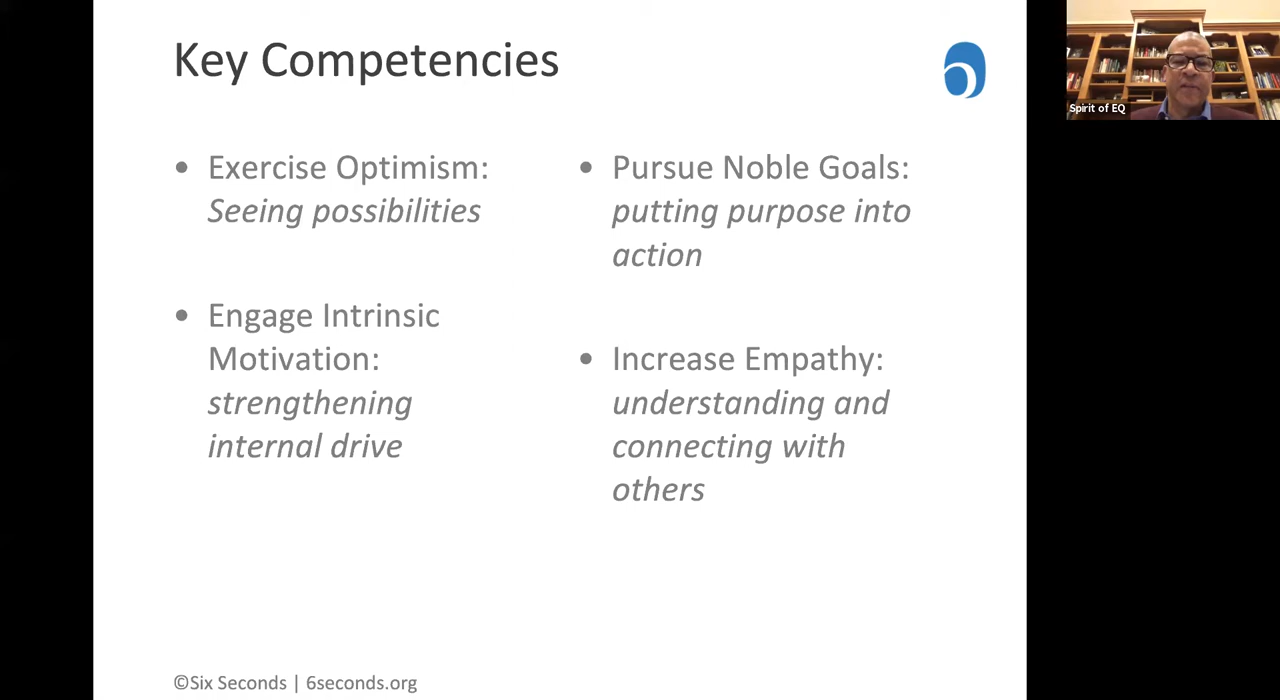 Key Competencies
• Exercise Optimism:
Seeing possibilities
• Engage Intrinsic
Motivation:
strengthening
internal drive
• Pursue Noble Goals:
putting purpose into
action
• Increase Empathy:
understanding and
connecting with
others
©Six Seconds | 6seconds.org
Spirit of EQ